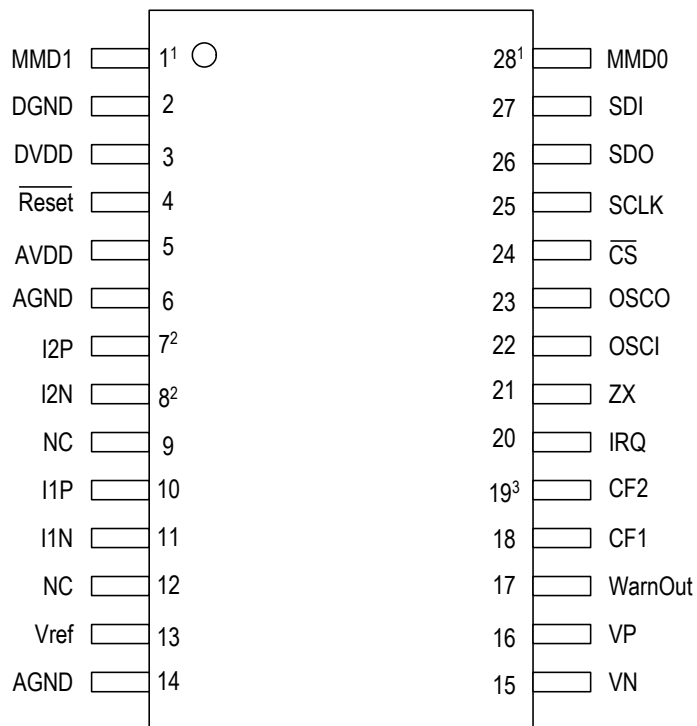 MMD1 1¹ 28¹ MMD0
DGND 2 27 SDI
DVDD 3 26 SDO
Reset 4 25 SCLK
AVDD 5 24 CS
AGND 6 23 OSCO
I2P 7² 22 OSCI
I2N 8² 21 ZX
NC 9 20 IRQ
I1P 10 19³ CF2
I1N 11 18 CF1
NC 12 17 WarnOut
Vref 13 16 VP
AGND 14 15 VN